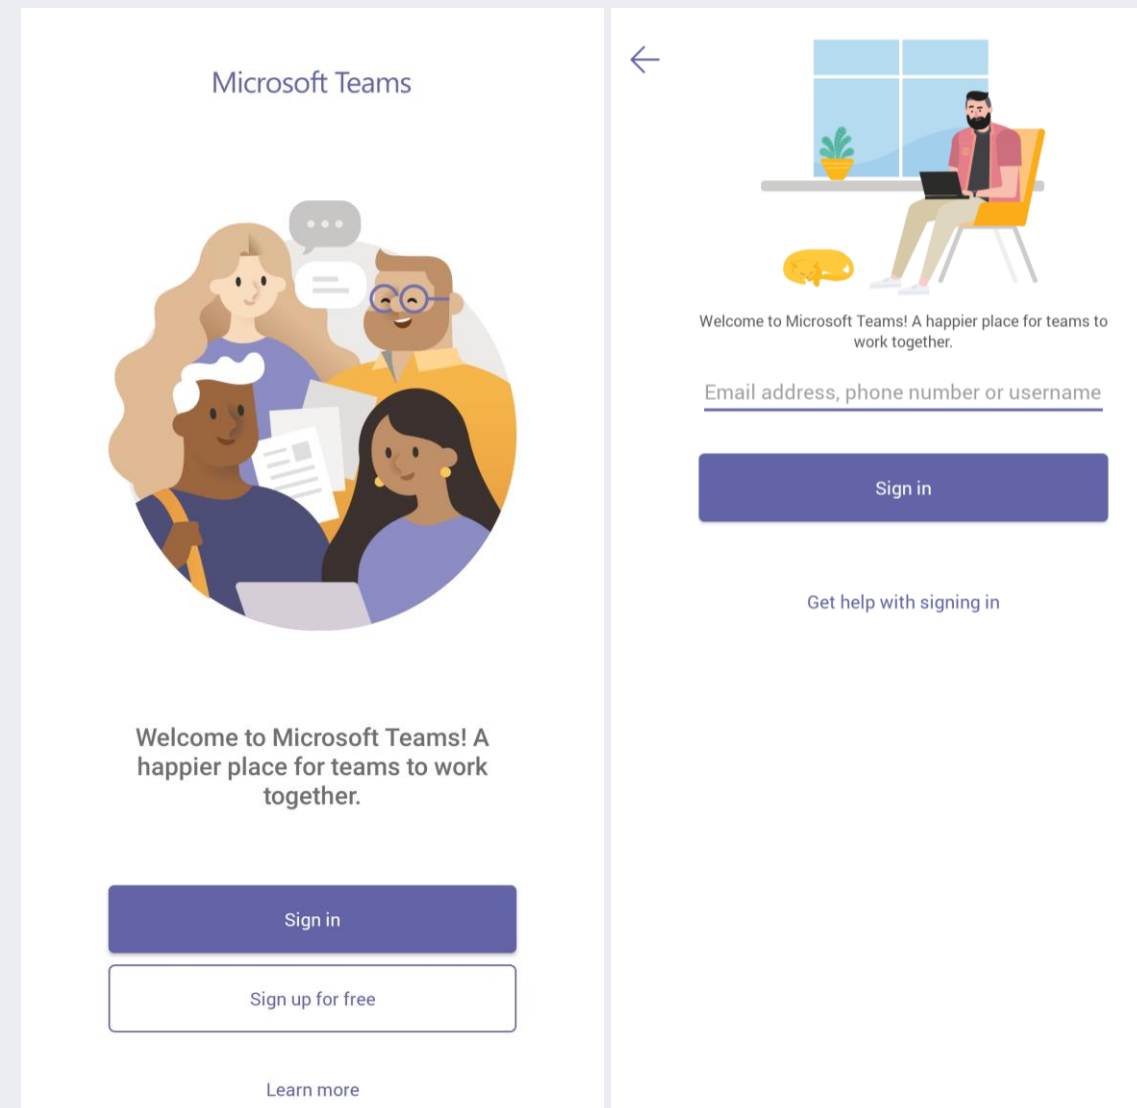 Microsoft Teams
Welcome to Microsoft Teams! A
happier place for teams to work
together.
Sign in
Sign up for free
Learn more
Welcome to Microsoft Teams! A happier place for teams to
work together.
Email address, phone number or username
Sign in
Get help with signing in